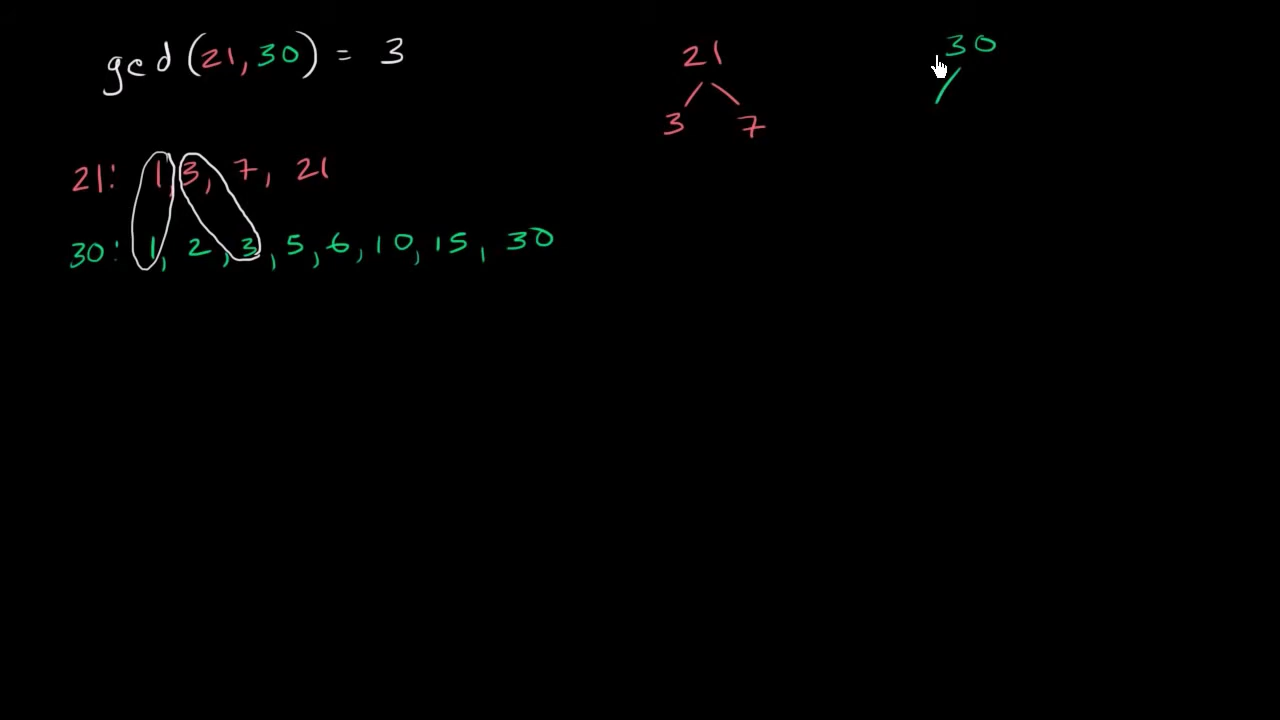 gcd(21,30) = 3
21: 1, 3, 7, 21
30: 1, 2, 3, 5, 6, 10, 15, 30
21
3 7
30